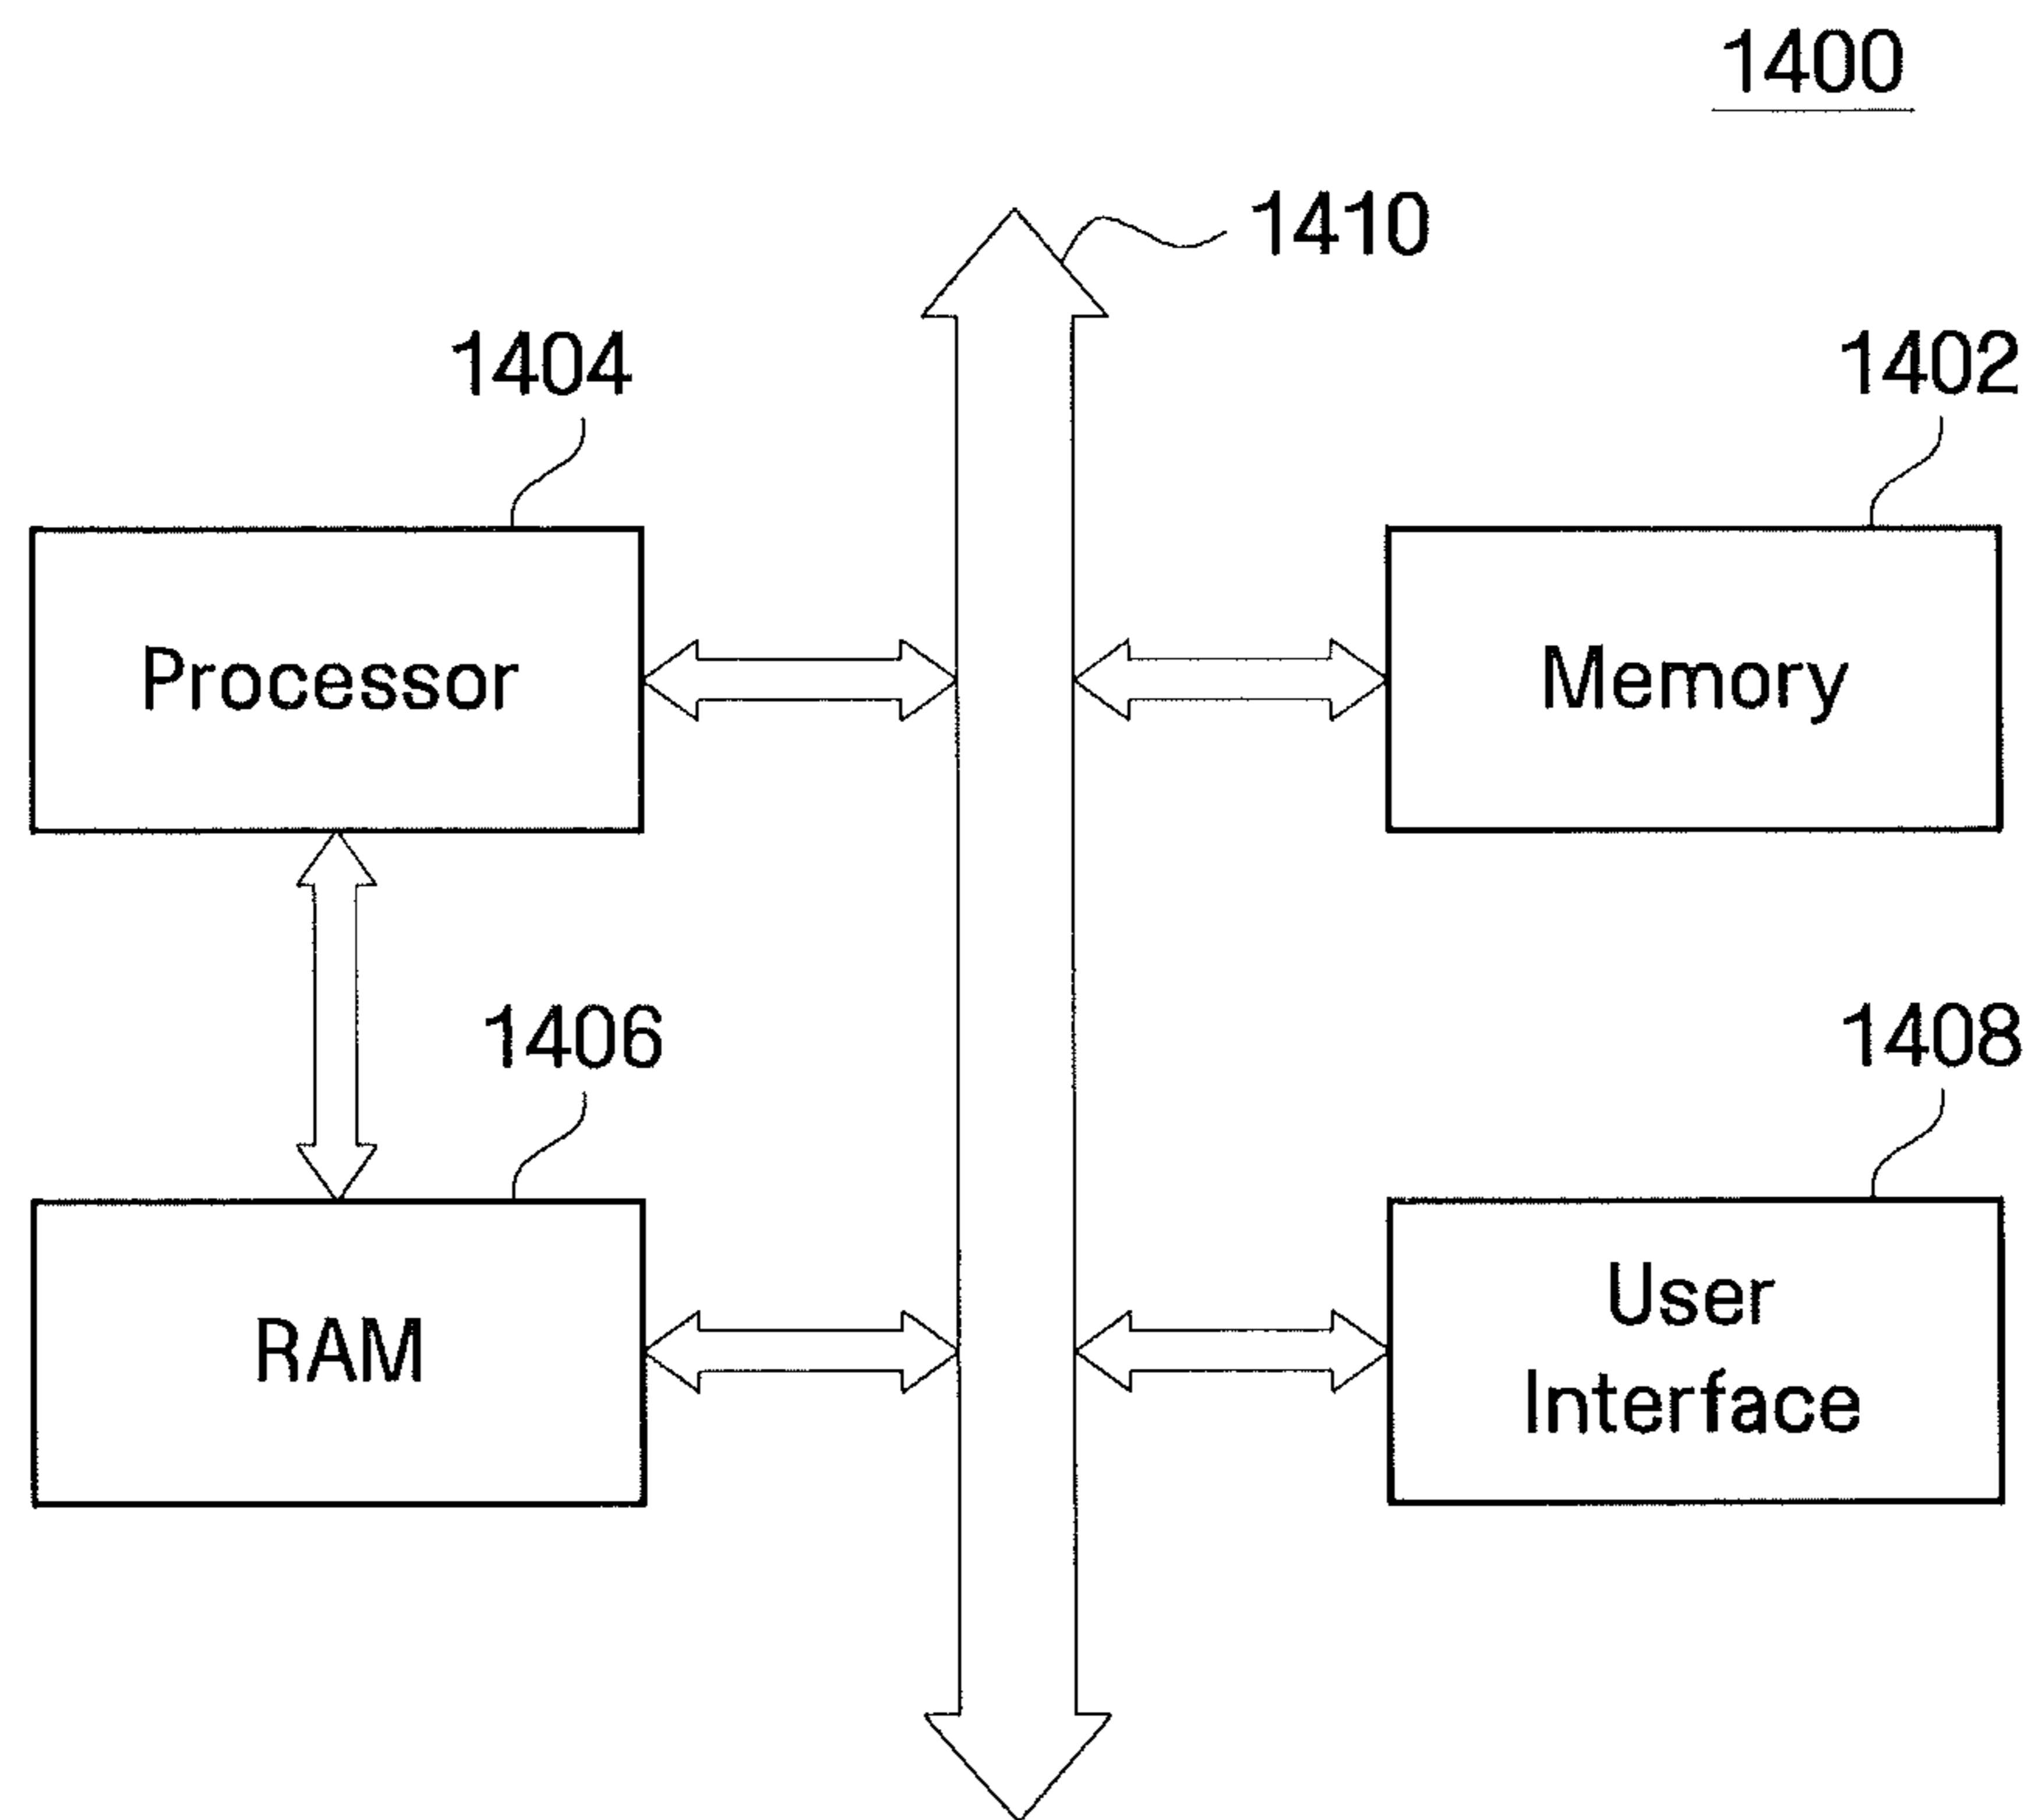 1400
1410
1404
1402
Processor
Memory
1406
1408
RAM
User
Interface